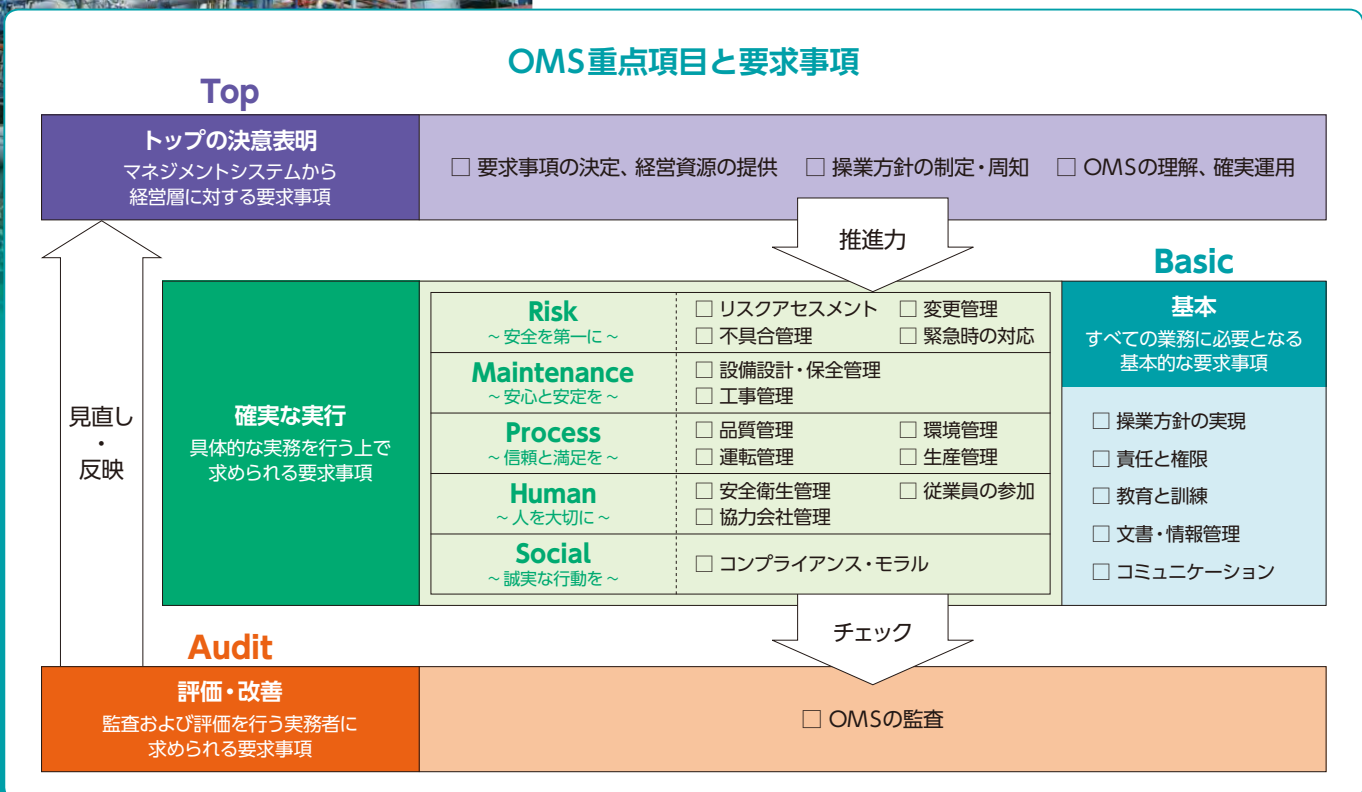 OMS重点項目と要求事項
Top
トップの決意表明
マネジメントシステムから
経営層に対する要求事項
□ 要求事項の決定、経営資源の提供 □ 操業方針の制定・周知 □ OMSの理解、確実運用
推進力
見直し
・
反映
確実な実行
具体的な実務を行う上で
求められる要求事項
Risk
~安全を第一に~
□ リスクアセスメント □ 変更管理
□ 不具合管理 □ 緊急時の対応
Maintenance
~安心と安定を~
□ 設備設計・保全管理
□ 工事管理
Process
~信頼と満足を~
□ 品質管理 □ 環境管理
□ 運転管理 □ 生産管理
Human
~人を大切に~
□ 安全衛生管理 □ 従業員の参加
□ 協力会社管理
Social
~誠実な行動を~
□ コンプライアンス・モラル
Basic
基本
すべての業務に必要となる
基本的な要求事項
□ 操業方針の実現
□ 責任と権限
□ 教育と訓練
□ 文書・情報管理
□ コミュニケーション
チェック
Audit
評価・改善
監査および評価を行う実務者に
求められる要求事項
□ OMSの監査